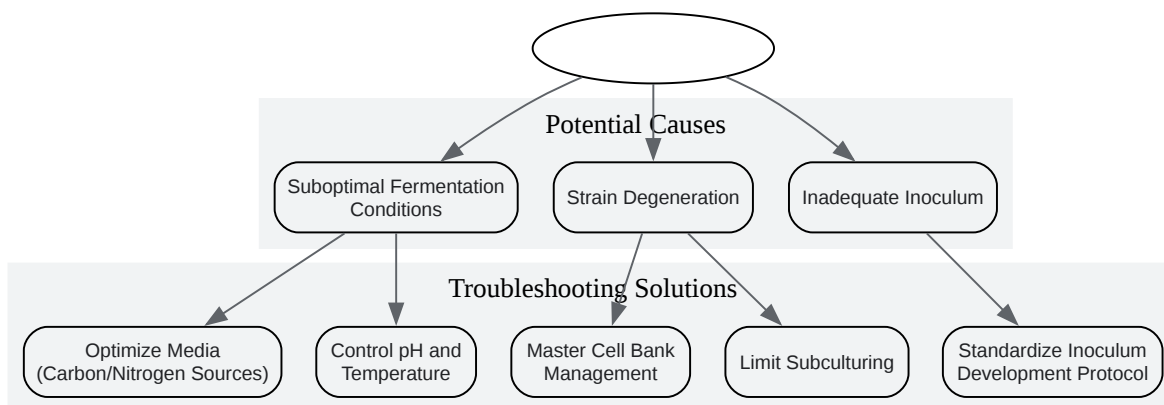 Potential Causes
Suboptimal Fermentation
Conditions
Strain Degeneration
Inadequate Inoculum
Troubleshooting Solutions
Optimize Media
(Carbon/Nitrogen Sources)
Control pH and
Temperature
Master Cell Bank
Management
Limit Subculturing
Standardize Inoculum
Development Protocol